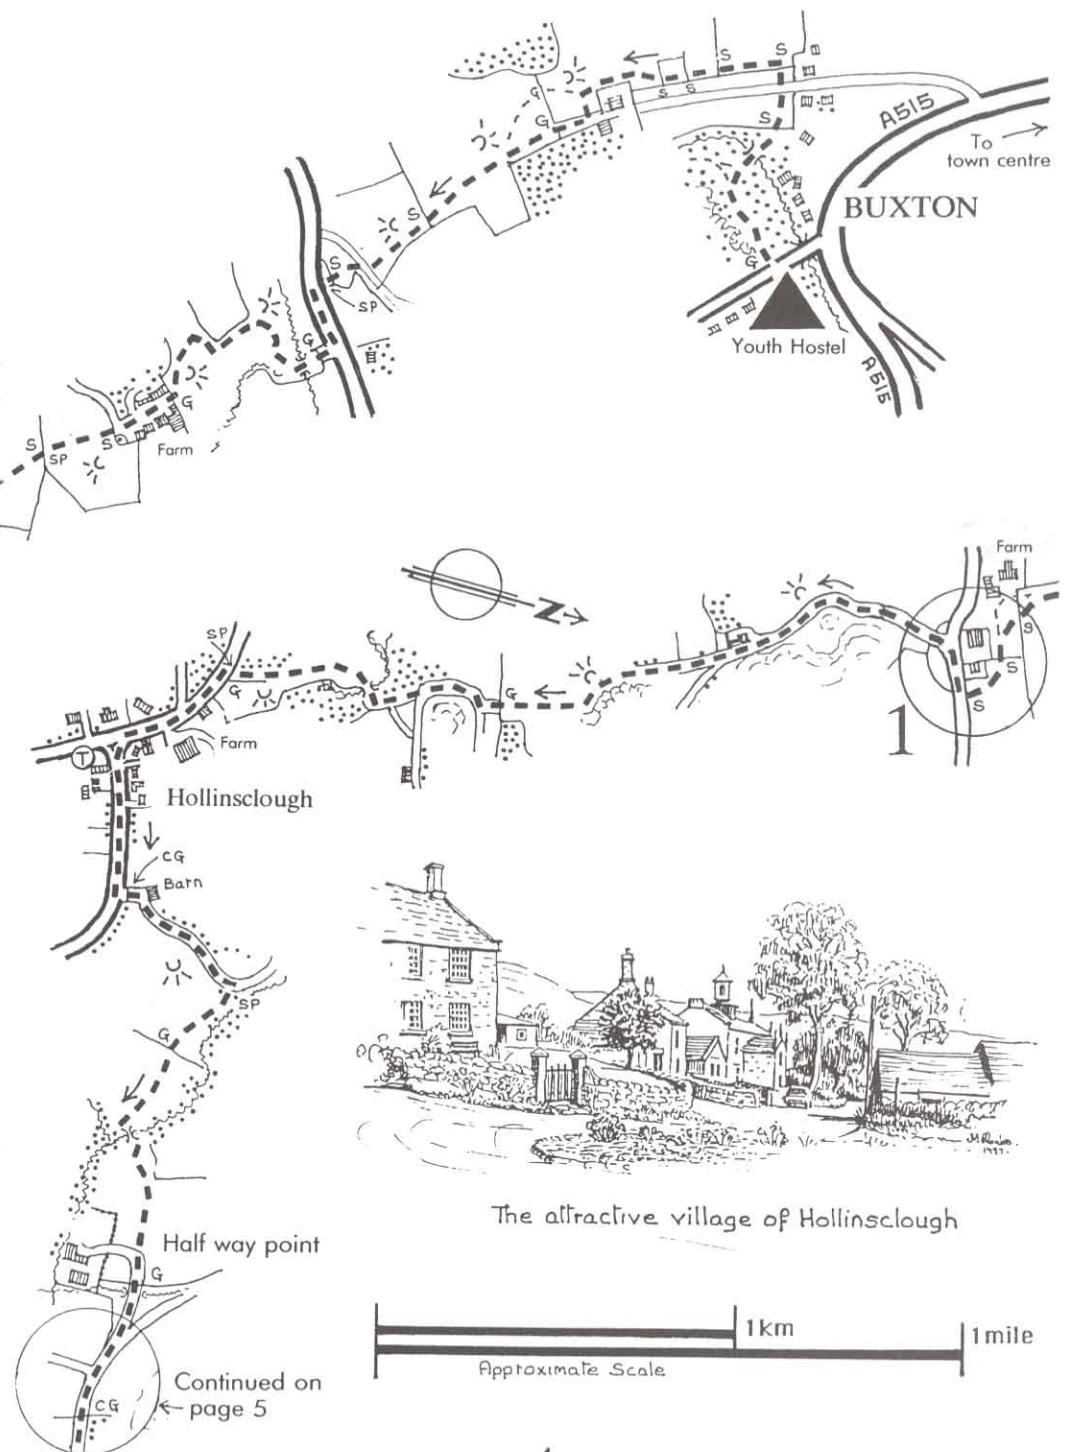 S
S
S
S
A515
To
town centre
G
G
S
BUXTON
S
S
SP
G
Youth Hostel
A515
G
G
S
S
SP
Farm
Farm
N
SP
S
G
G
S
S
1
Farm
T
Hollinsclough
CG
Barn
SP
G
The attractive village of Hollinsclough
Half way point
G
1km
1mile
Approximate Scale
Continued on
page 5
CG